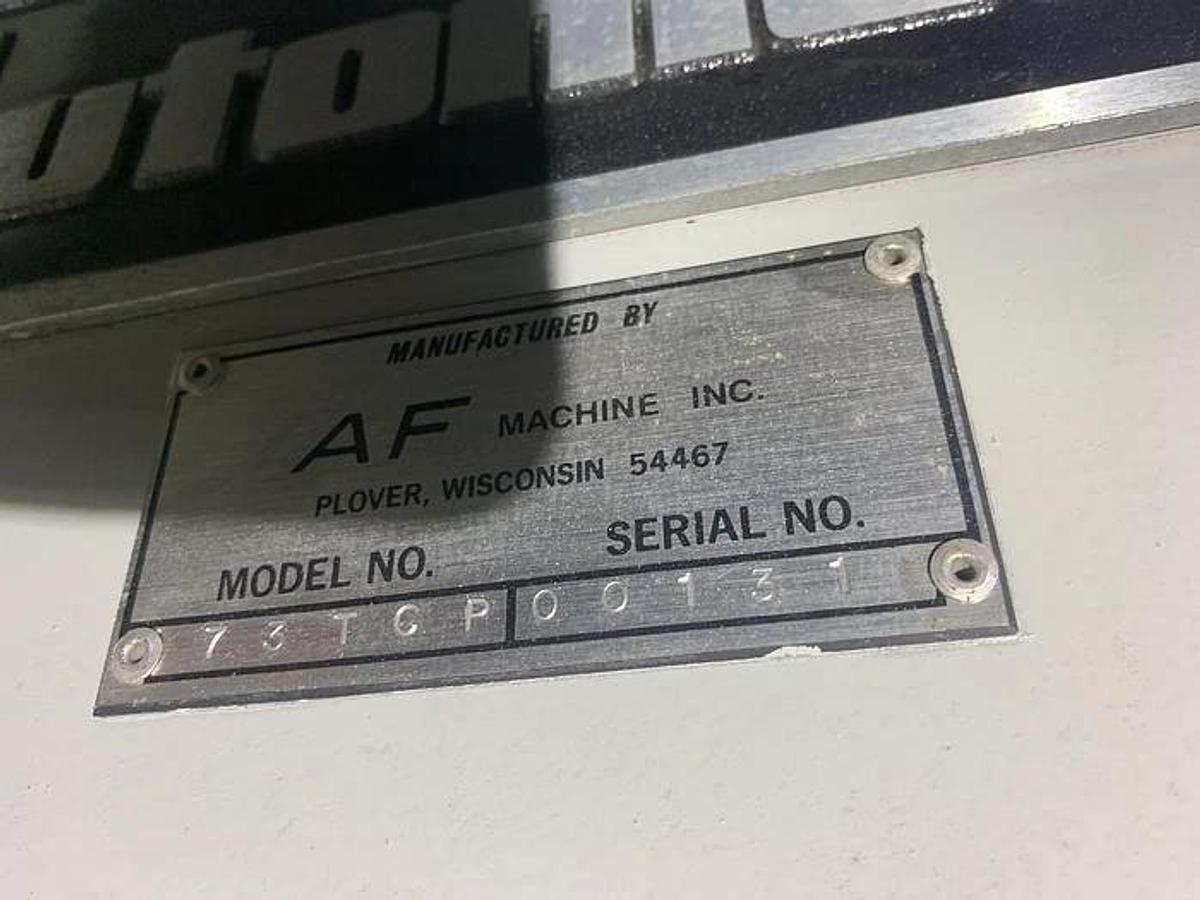 MANUFACTURED BY
AF MACHINE INC.
PLOVER, WISCONSIN 54467
MODEL NO. SERIAL NO.
73TCP 00131